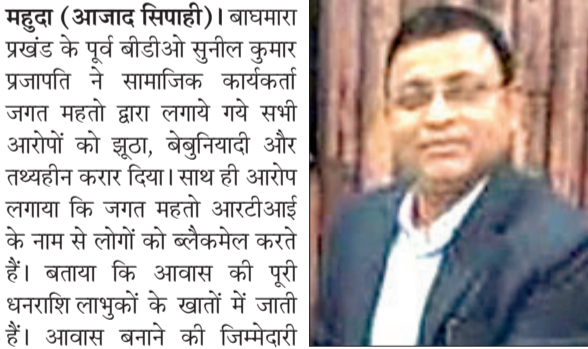 महुदा (आजाद सिपाही)। बाघमारा
प्रखंड के पूर्व बीडीओ सुनील कुमार
प्रजापति ने सामाजिक कार्यकर्ता
जगत महतो द्वारा लगाये गये सभी
आरोपों को झूठा, बेबुनियादी और
तथ्यहीन करार दिया। साथ ही आरोप
लगाया कि जगत महतो आरटीआई
के नाम से लोगों को ब्लैकमेल करते
हैं। बताया कि आवास की पूरी
धनराशि लाभुकों के खातों में जाती
हैं। आवास बनाने की जिम्मेदारी